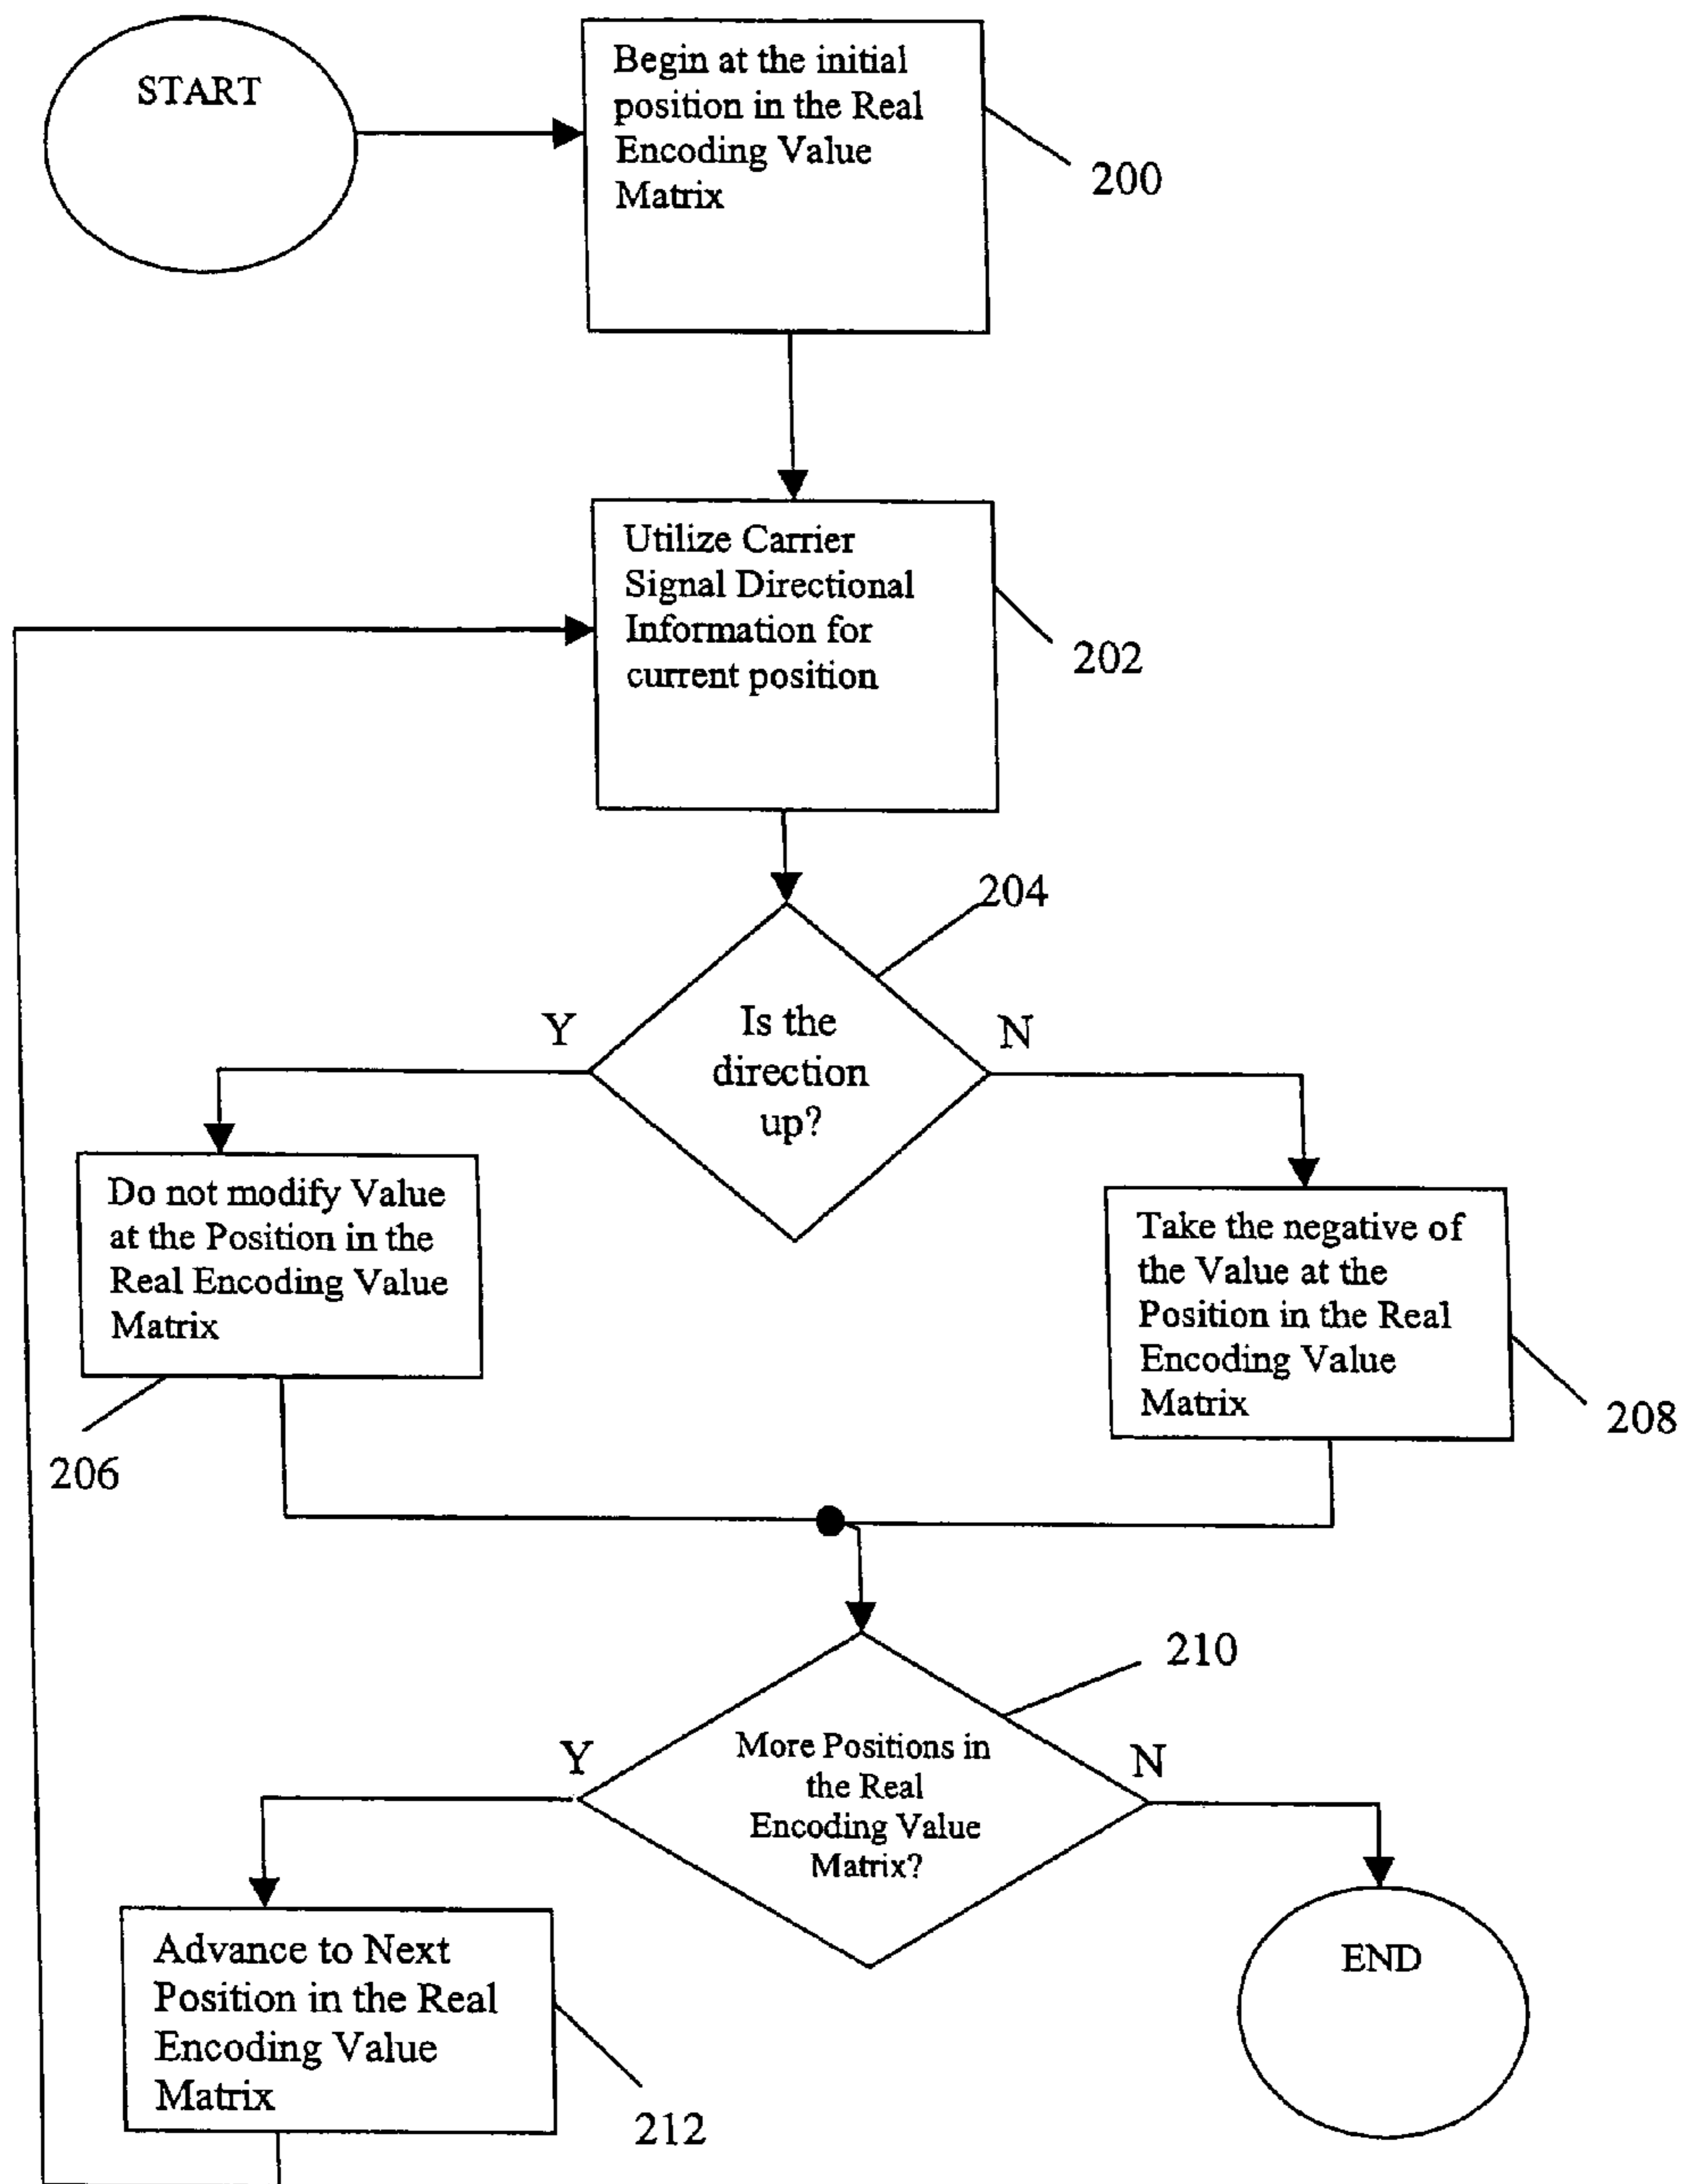 START
Begin at the initial
position in the Real
Encoding Value
Matrix
200
Utilize Carrier
Signal Directional
Information for
current position
202
204
Is the
direction
up?
Y
N
Do not modify Value
at the Position in the
Real Encoding Value
Matrix
206
Take the negative of
the Value at the
Position in the Real
Encoding Value
Matrix
208
210
More Positions in
the Real
Encoding Value
Matrix?
Y
N
Advance to Next
Position in the Real
Encoding Value
Matrix
212
END